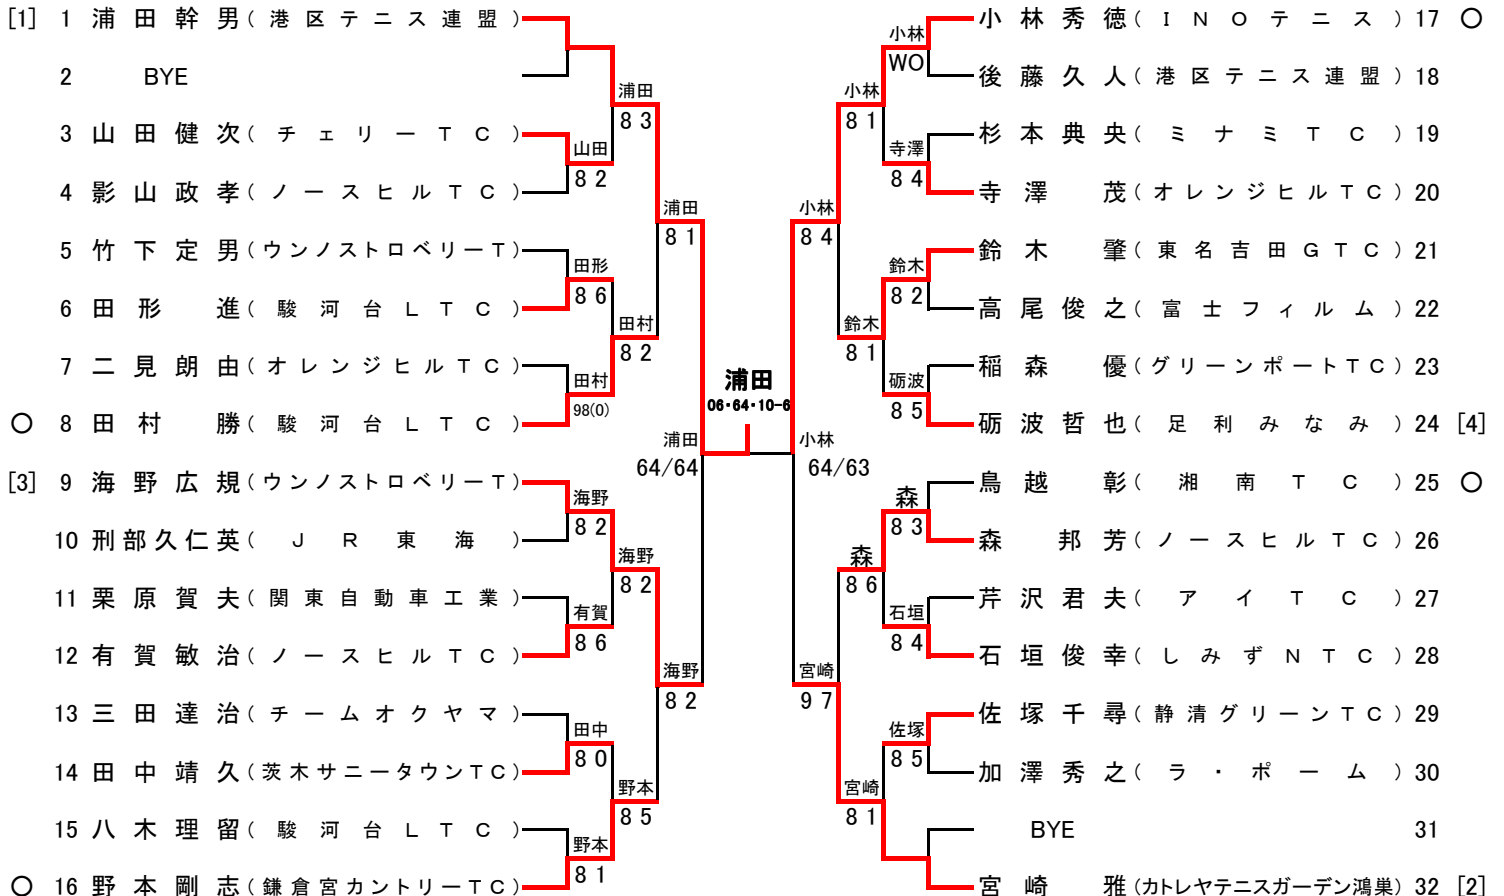 [1] 1 浦田幹男(港区テニス連盟)
2 BYE
3 山田健次(チェリーTC)
4 影山政孝(ノースヒルTC)
5 竹下定男(ウンノストロベリーT)
6 田形進(駿河台LTC)
7 二見朗由(オレンジヒルTC)
○ 8 田村勝(駿河台LTC)
[3] 9 海野広規(ウンノストロベリーT)
10 刑部久仁英(JR東海)
11 栗原賀夫(関東自動車工業)
12 有賀敏治(ノースヒルTC)
13 三田達治(チームオクヤマ)
14 田中靖久(茨木サニータウンTC)
15 八木理留(駿河台LTC)
○ 16 野本剛志(鎌倉宮カントリーTC)
山田
82
田形
86
田村
98(0)
海野
82
有賀
86
田中
80
野本
81
浦田
83
田村
82
海野
82
野本
85
浦田
81
海野
82
浦田
64/64
浦田
06・64・10-6
小林
64/63
小林
84
宮崎
97
小林
81
鈴木
81
森
86
宮崎
81
小林
WO
寺澤
84
鈴木
82
砺波
85
森
83
石垣
84
佐塚
85
小林秀徳(INOテニス) 17 ○
後藤久人(港区テニス連盟) 18
杉本典央(ミナミTC) 19
寺澤茂(オレンジヒルTC) 20
鈴木肇(東名吉田GTC) 21
高尾俊之(富士フィルム) 22
稲森優(グリーンポートTC) 23
砺波哲也(足利みなみ) 24 [4]
鳥越彰(湘南TC) 25 ○
森邦芳(ノースヒルTC) 26
芹沢君夫(アイTC) 27
石垣俊幸(しみずNTC) 28
佐塚千尋(静清グリーンTC) 29
加澤秀之(ラ・ポーム) 30
BYE 31
宮崎雅(カトレヤテニスガーデン鴻巣) 32 [2]